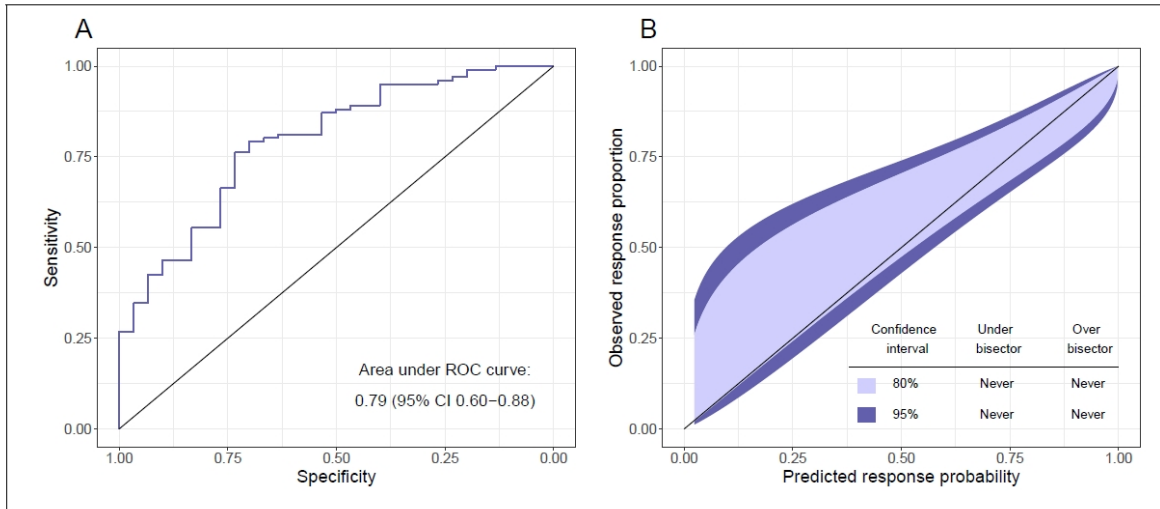 A
1.00
0.75
0.50
0.25
0.00
Sensitivity
Area under ROC curve:
0.79 (95% CI 0.60−0.88)
1.00 0.75 0.50 0.25 0.00
Specificity
B
1.00
0.75
0.50
0.25
0.00
Observed response proportion
Confidence Under Over
interval bisector bisector
80% Never Never
95% Never Never
0.00 0.25 0.50 0.75 1.00
Predicted response probability